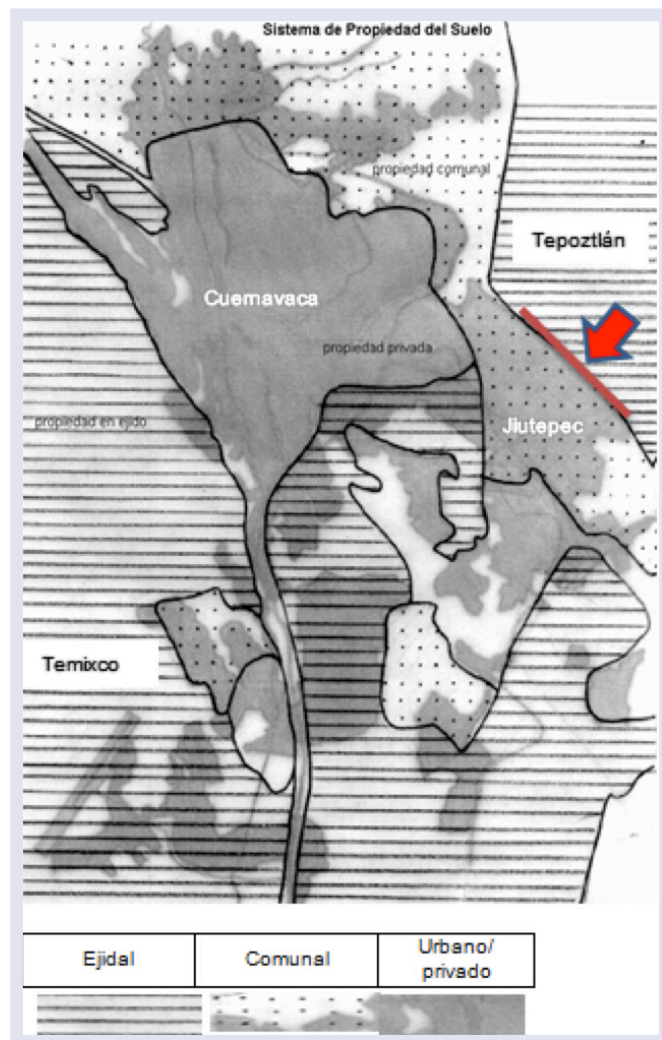 Sistema de Propiedad del Suelo
propiedad comunal
Tepoztlán
Cuernavaca
propiedad privada
propiedad en ejido
Jiutepec
Temixco
Ejidal
Comunal
Urbano/
privado